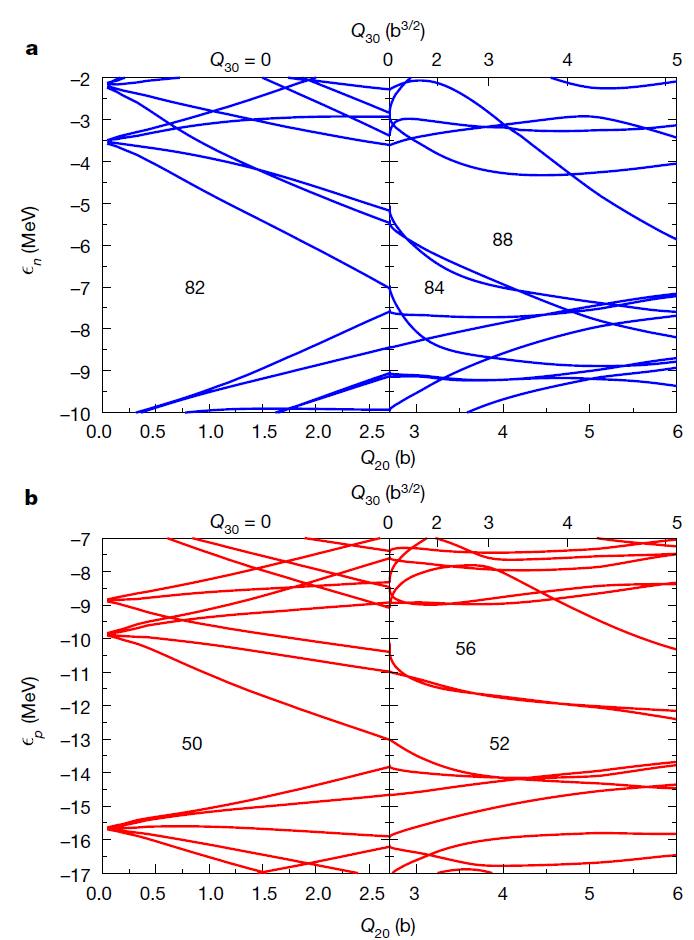 a
Q30 (b3/2)
Q30 = 0
0 2 3 4 5
−2
−3
−4
−5
−6
−7
−8
−9
−10
ϵn (MeV)
82
84
88
0.0 0.5 1.0 1.5 2.0 2.5 3 4 5 6
Q20 (b)
b
Q30 (b3/2)
Q30 = 0
0 2 3 4 5
−7
−8
−9
−10
−11
−12
−13
−14
−15
−16
−17
ϵp (MeV)
56
50
52
0.0 0.5 1.0 1.5 2.0 2.5 3 4 5 6
Q20 (b)